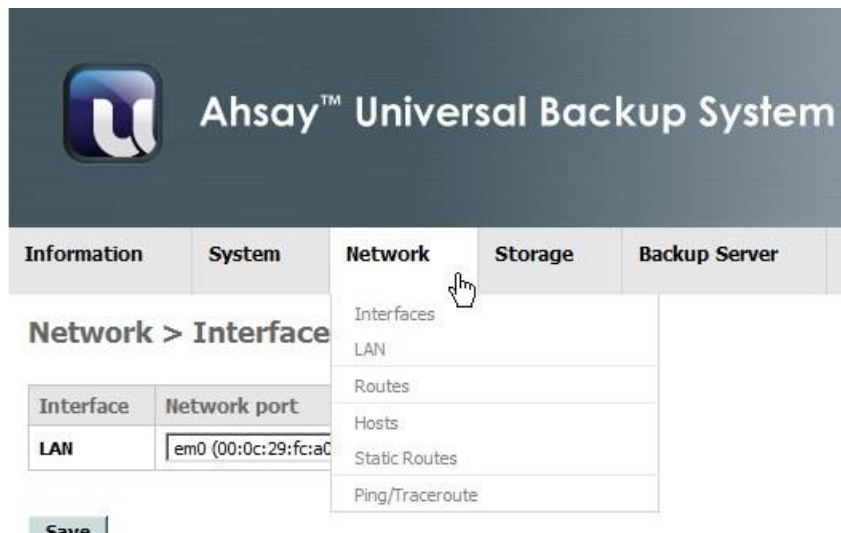 Ahsay™ Universal Backup System
Information System Network Storage Backup Server
Interfaces
LAN
Routes
Hosts
Static Routes
Ping/Traceroute
Network > Interface
Interface Network port
LAN em0 (00:0c:29:fc:a0
Save